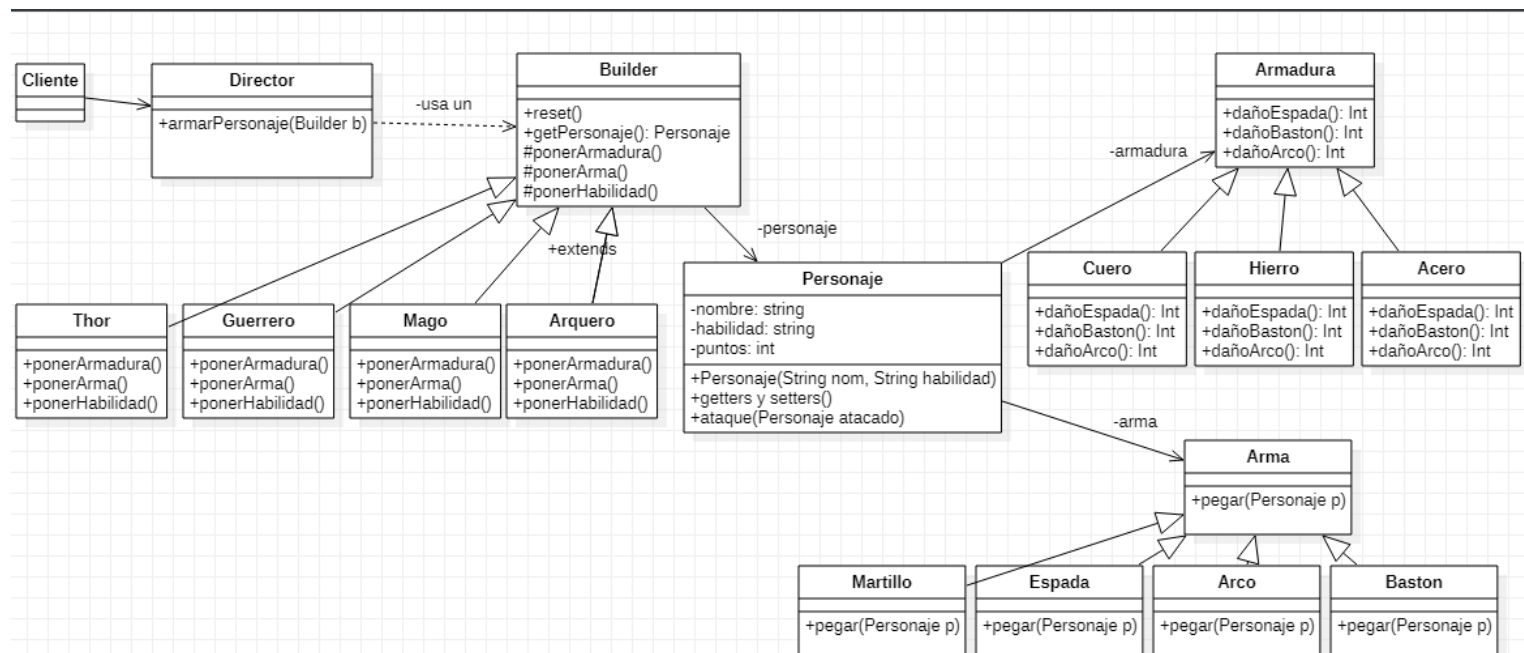 Cliente
Director
+armarPersonaje(Builder b)
-usa un
Builder
+reset()
+getPersonaje(): Personaje
#ponerArmadura()
#ponerArma()
#ponerHabilidad()
Armadura
+dañoEspada(): Int
+dañoBaston(): Int
+dañoArco(): Int
-armadura
-personaje
+extends
Thor
+ponerArmadura()
+ponerArma()
+ponerHabilidad()
Guerrero
+ponerArmadura()
+ponerArma()
+ponerHabilidad()
Mago
+ponerArmadura()
+ponerArma()
+ponerHabilidad()
Arquero
+ponerArmadura()
+ponerArma()
+ponerHabilidad()
Personaje
-nombre: string
-habilidad: string
-puntos: int
+Personaje(String nom, String habilidad)
+getters y setters()
+ataque(Personaje atacado)
Cuero
+dañoEspada(): Int
+dañoBaston(): Int
+dañoArco(): Int
Hierro
+dañoEspada(): Int
+dañoBaston(): Int
+dañoArco(): Int
Acero
+dañoEspada(): Int
+dañoBaston(): Int
+dañoArco(): Int
-arma
Arma
+pegar(Personaje p)
Martillo
+pegar(Personaje p)
Espada
+pegar(Personaje p)
Arco
+pegar(Personaje p)
Baston
+pegar(Personaje p)